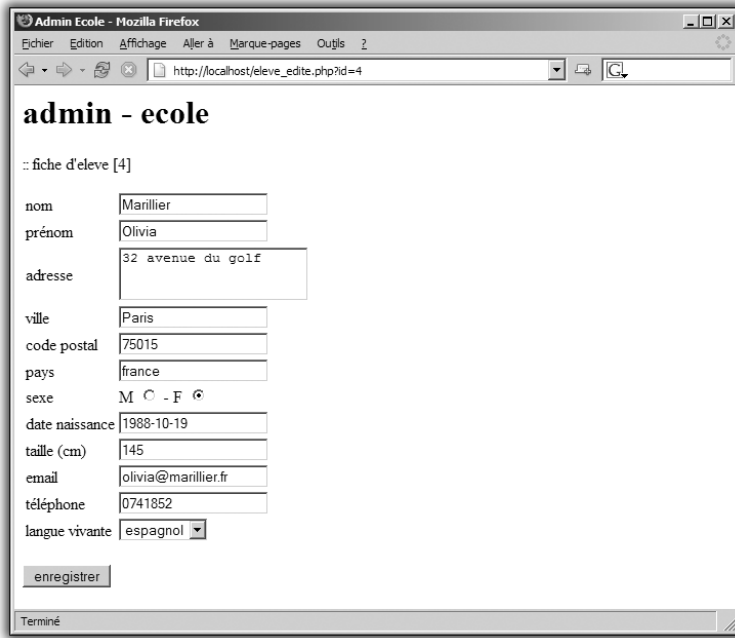 Admin Ecole - Mozilla Firefox
Fichier Edition Affichage Aller à Marque-pages Outils ?
http://localhost/eleve_edite.php?id=4
G
admin - ecole
:: fiche d'eleve [4]
nom Marillier
prénom Olivia
adresse 32 avenue du golf
ville Paris
code postal 75015
pays france
sexe M - F
date naissance 1988-10-19
taille (cm) 145
email olivia@marillier.fr
téléphone 0741852
langue vivante espagnol
enregistrer
Terminé